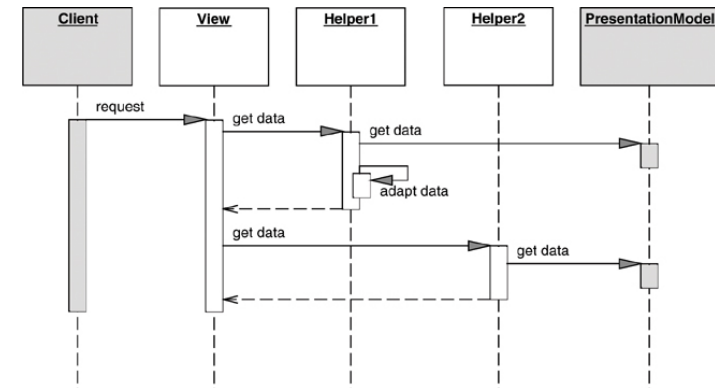 Client
View
Helper1
Helper2
PresentationModel
request
get data
get data
adapt data
get data
get data